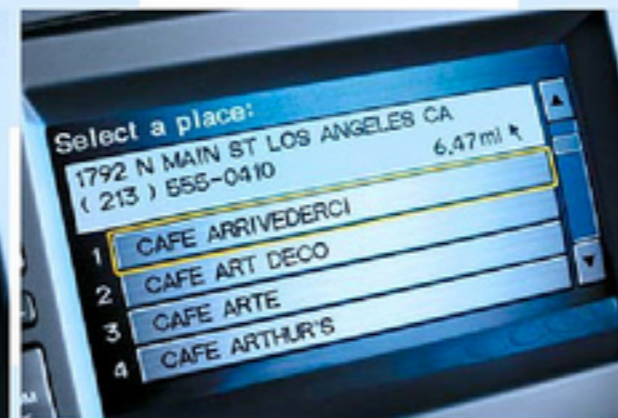 Select a place:
1792 N MAIN ST LOS ANGELES CA
( 213 ) 555-0410 6.47mi
1 CAFE ARRIVEDERCI
2 CAFE ART DECO
3 CAFE ARTE
4 CAFE ARTHUR'S